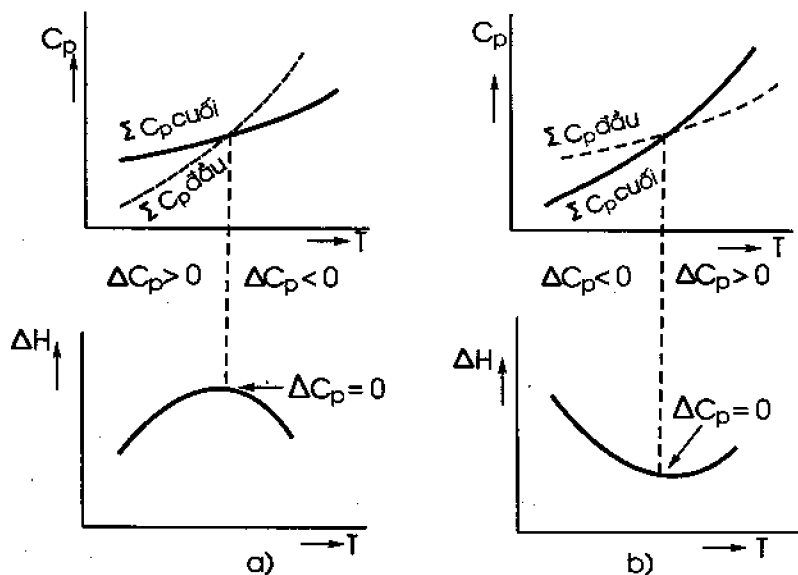 Cp
Σ Cp cuối
Σ Cp đầu
T
ΔCp > 0
ΔCp < 0
ΔH
ΔCp = 0
T
a)
Cp
Σ Cp đầu
Σ Cp cuối
T
ΔCp < 0
ΔCp > 0
ΔH
ΔCp = 0
T
b)